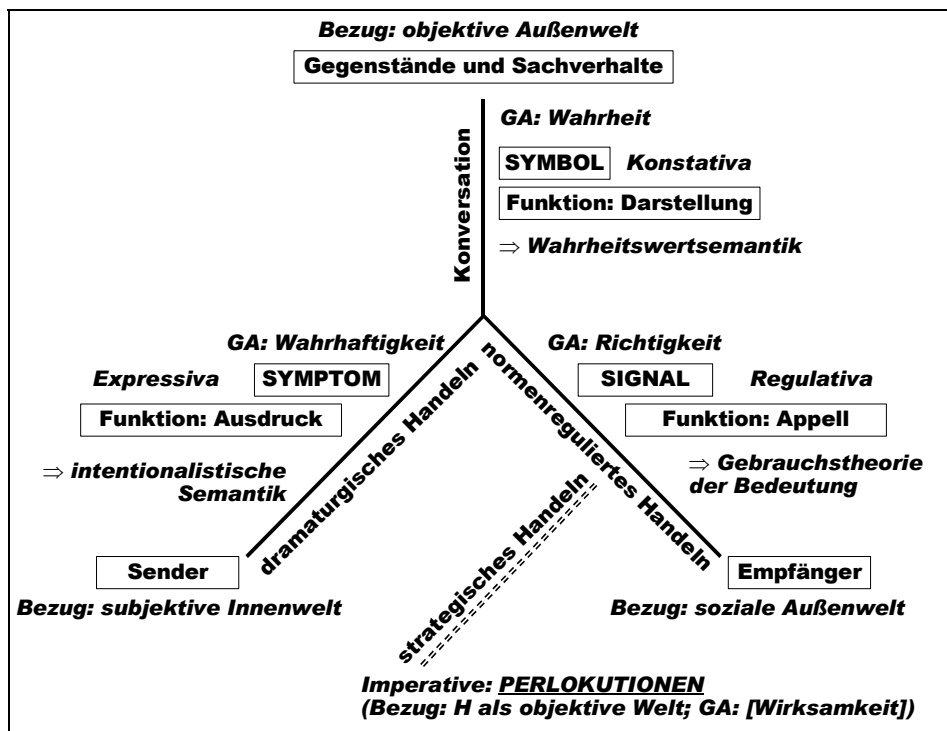 Bezug: objektive Außenwelt
Gegenstände und Sachverhalte
Konversation
GA: Wahrheit
SYMBOL Konstativa
Funktion: Darstellung
⇒ Wahrheitswertsemantik
GA: Wahrhaftigkeit
Expressiva SYMPTOM
Funktion: Ausdruck
⇒ intentionalistische
Semantik
dramaturgisches Handeln
normenreguliertes Handeln
GA: Richtigkeit
SIGNAL Regulativa
Funktion: Appell
⇒ Gebrauchstheorie
der Bedeutung
strategisches Handeln
Sender
Bezug: subjektive Innenwelt
Empfänger
Bezug: soziale Außenwelt
Imperative: PERLOKUTIONEN
(Bezug: H als objektive Welt; GA: [Wirksamkeit])